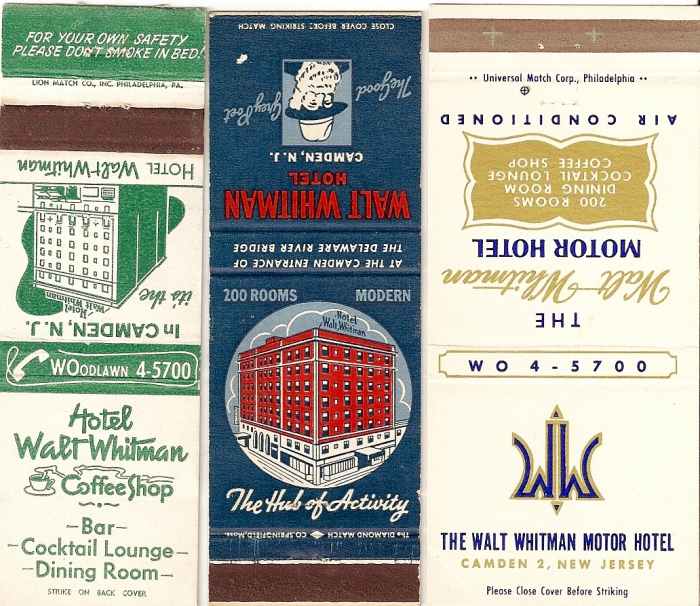 FOR YOUR OWN SAFETY
PLEASE DON'T SMOKE IN BED!
LION MATCH CO., INC. PHILADELPHIA, PA.
HOTEL Walt Whitman
Hotel
Walt Whitman
it's the
In CAMDEN, N. J.
WOODLAWN 4-5700
Hotel
Walt Whitman
Coffee Shop
-Bar-
-Cocktail Lounge-
-Dining Room-
STRIKE ON BACK COVER
CLOSE COVER BEFORE STRIKING MATCH
The Good
Grey Poet
CAMDEN, N. J.
HOTEL
WALT WHITMAN
AT THE CAMDEN ENTRANCE OF
THE DELAWARE RIVER BRIDGE
200 ROOMS MODERN
Hotel
Walt Whitman
The Hub of Activity
THE DIAMOND MATCH CO. SPRINGFIELD, MASS.
•• Universal Match Corp., Philadelphia ••
AIR CONDITIONED
200 ROOMS
DINING ROOM
COCKTAIL LOUNGE
COFFEE SHOP
THE
Walt Whitman
MOTOR HOTEL
WO 4-5700
WW
THE WALT WHITMAN MOTOR HOTEL
CAMDEN 2, NEW JERSEY
Please Close Cover Before Striking